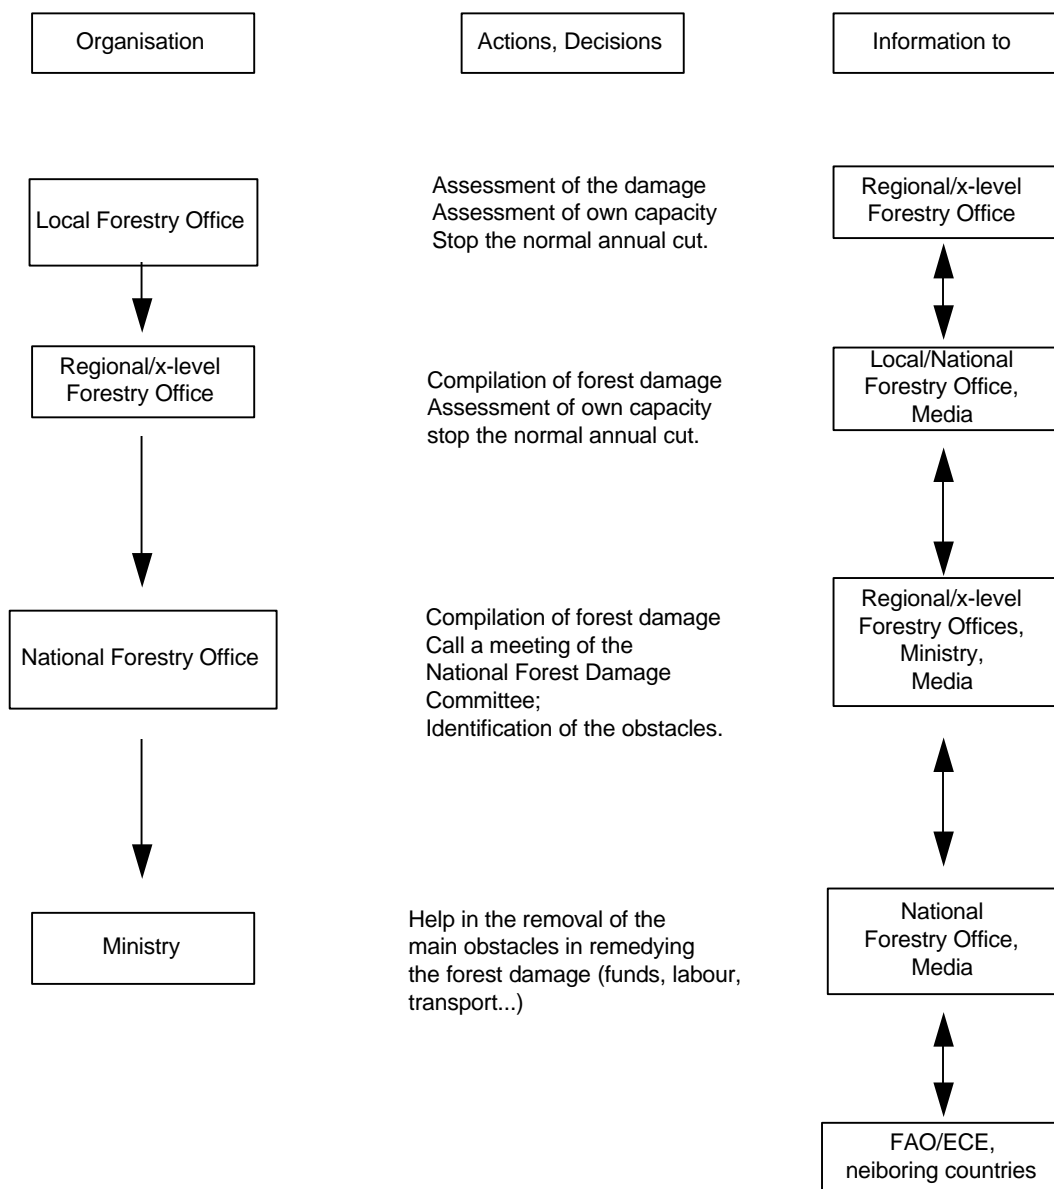 Organisation
Actions, Decisions
Information to
Local Forestry Office
Assessment of the damage
Assessment of own capacity
Stop the normal annual cut.
Regional/x-level
Forestry Office
Regional/x-level
Forestry Office
Compilation of forest damage
Assessment of own capacity
stop the normal annual cut.
Local/National
Forestry Office,
Media
National Forestry Office
Compilation of forest damage
Call a meeting of the
National Forest Damage
Committee;
Identification of the obstacles.
Regional/x-level
Forestry Offices,
Ministry,
Media
Ministry
Help in the removal of the
main obstacles in remedying
the forest damage (funds, labour,
transport...)
National
Forestry Office,
Media
FAO/ECE,
neiboring countries